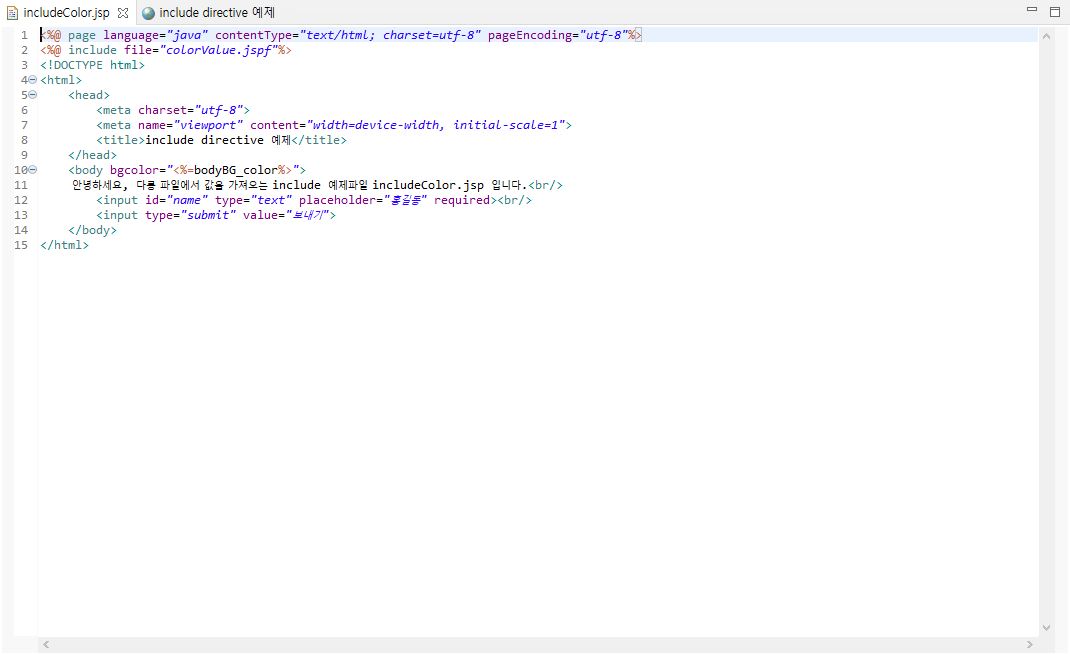 includeColor.jsp
include directive 예제
1 <%@ page language="java" contentType="text/html; charset=utf-8" pageEncoding="utf-8"%>
2 <%@ include file="colorValue.jspf"%>
3 <!DOCTYPE html>
4 <html>
5     <head>
6         <meta charset="utf-8">
7         <meta name="viewport" content="width=device-width, initial-scale=1">
8         <title>include directive 예제</title>
9     </head>
10     <body bgcolor="<%=bodyBG_color%>">
11     안녕하세요, 다른 파일에서 값을 가져오는 include 예제파일 includeColor.jsp 입니다.<br/>
12         <input id="name" type="text" placeholder="홍길동" required><br/>
13         <input type="submit" value="보내기">
14     </body>
15 </html>